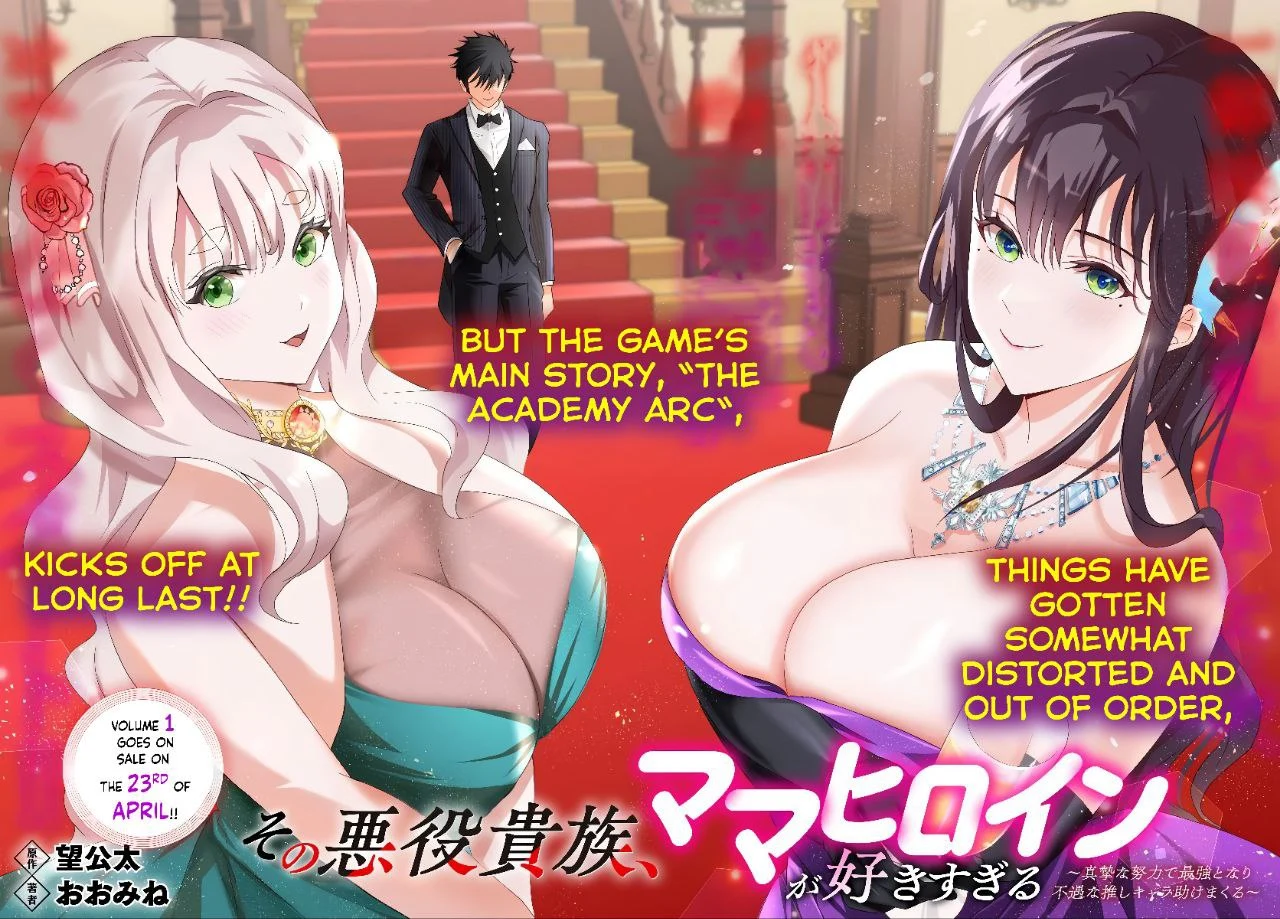 THINGS HAVE
GOTTEN
SOMEWHAT
DISTORTED AND
OUT OF ORDER,
BUT THE GAME'S
MAIN STORY, "THE
ACADEMY ARC",
KICKS OFF AT
LONG LAST!!
VOLUME 1
GOES ON
SALE ON
THE 23RD OF
APRIL!!
その悪役貴族、
ママヒロイン
が好きすぎる
～真摯な努力で最強となり
不遇な推しキャラ助けまくる～
原作 望公太
著者 おおみね